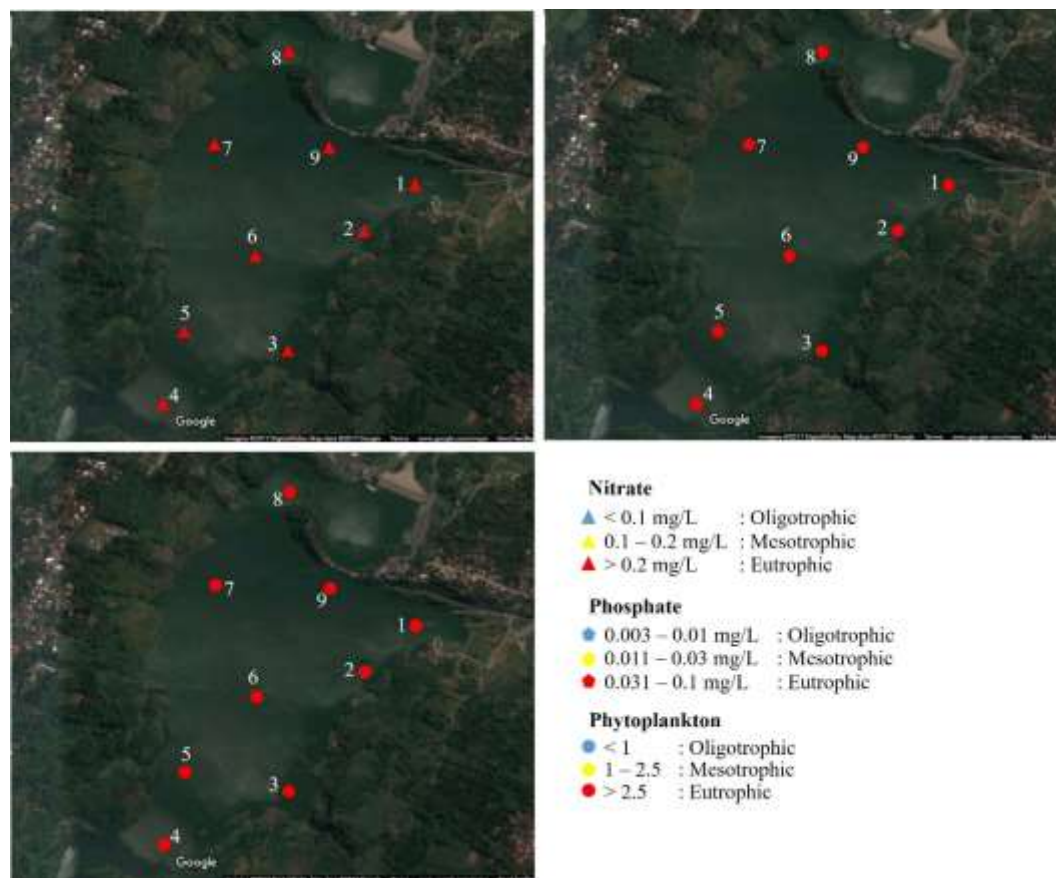 8
7
9
1
2
6
5
3
4
Google
8
7
9
1
2
6
5
3
4
Google
8
7
9
1
2
6
5
3
4
Google
Nitrate
< 0.1 mg/L : Oligotrophic
0.1 – 0.2 mg/L : Mesotrophic
> 0.2 mg/L : Eutrophic
Phosphate
0.003 – 0.01 mg/L : Oligotrophic
0.011 – 0.03 mg/L : Mesotrophic
0.031 – 0.1 mg/L : Eutrophic
Phytoplankton
< 1 : Oligotrophic
1 – 2.5 : Mesotrophic
> 2.5 : Eutrophic